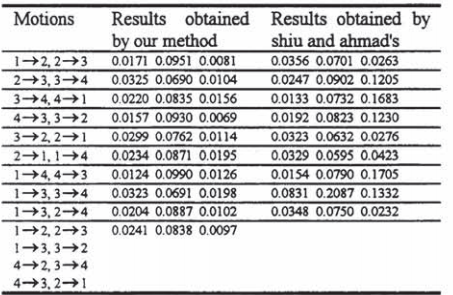 Motions Results obtained Results obtained by
by our method shiu and ahmad's
1→2, 2→3 0.0171 0.0951 0.0081 0.0356 0.0701 0.0263
2→3, 3→4 0.0325 0.0690 0.0104 0.0247 0.0902 0.1205
3→4, 4→1 0.0220 0.0835 0.0156 0.0133 0.0732 0.1683
4→3, 3→2 0.0157 0.0930 0.0069 0.0192 0.0823 0.1230
3→2, 2→1 0.0299 0.0762 0.0114 0.0323 0.0632 0.0276
2→1, 1→4 0.0234 0.0871 0.0195 0.0329 0.0595 0.0423
1→4, 4→3 0.0124 0.0990 0.0126 0.0154 0.0790 0.1705
1→3, 3→4 0.0323 0.0691 0.0198 0.0831 0.2087 0.1332
1→3, 2→4 0.0204 0.0887 0.0102 0.0348 0.0750 0.0232
1→2, 2→3 0.0241 0.0838 0.0097
1→3, 3→2
4→2, 3→4
4→3, 2→1